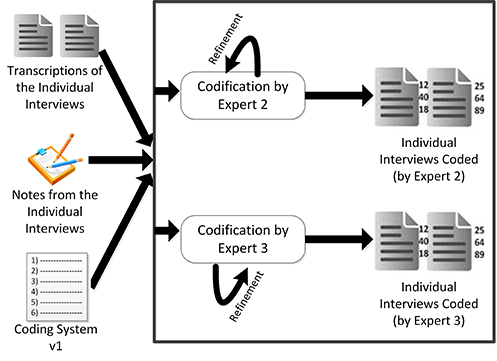 Transcriptions of
the Individual
Interviews
Notes from the
Individual
Interviews
1)
2)
3)
4)
5)
6)
Coding System
v1
Refinement
Codification by
Expert 2
12
40
18
25
64
89
Individual
Interviews Coded
(by Expert 2)
Codification by
Expert 3
Refinement
12
40
18
25
64
89
Individual
Interviews Coded
(by Expert 3)